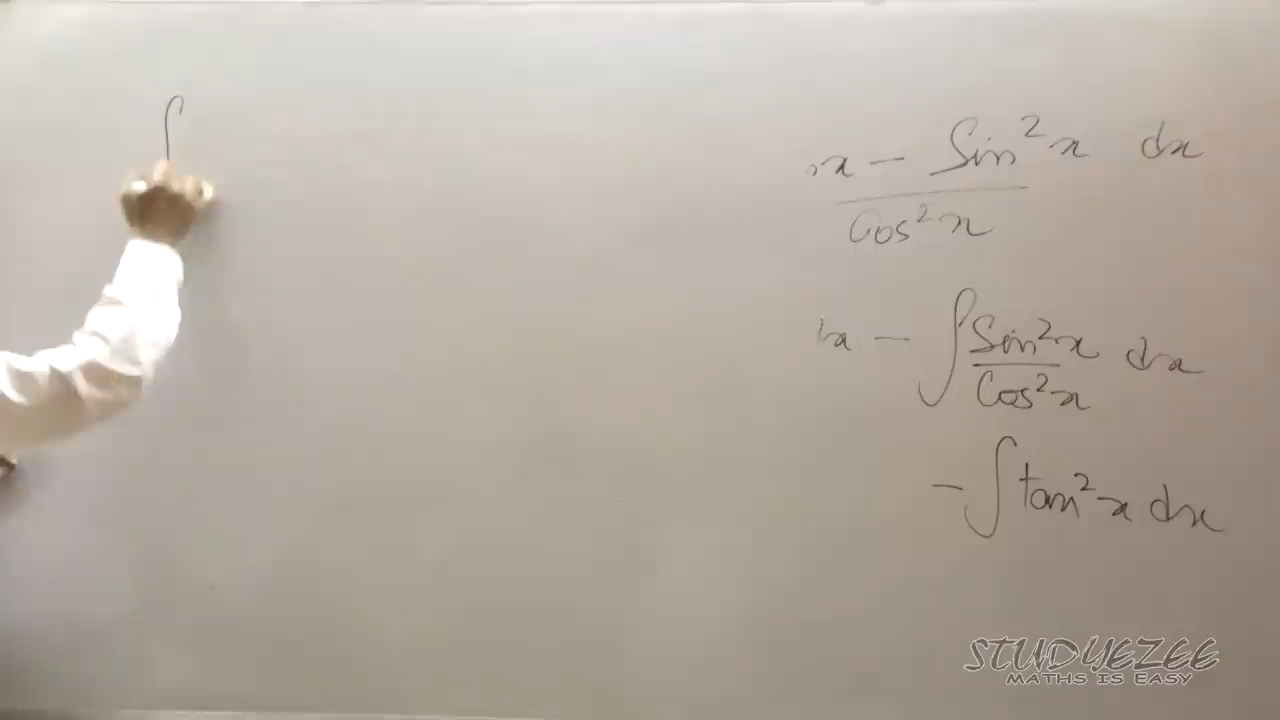 ∫
x − Sin²x dx
Cos²x
x − ∫ Sin²x dx
Cos²x
− ∫ tan²x dx
STUDYEZEE
MATHS IS EASY